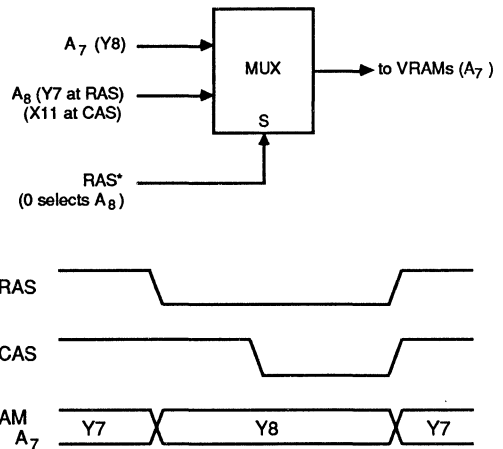 A7 (Y8)
MUX
to VRAMs (A7 )
A8 (Y7 at RAS)
(X11 at CAS)
S
RAS*
(0 selects A8 )
RAS
CAS
AM
A7
Y7
Y8
Y7